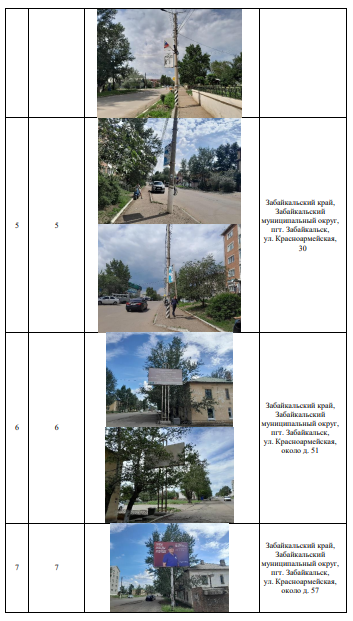 5
5
Забайкальский край,
Забайкальский
муниципальный округ,
пгт. Забайкальск,
ул. Красноармейская,
30
6
6
Забайкальский край,
Забайкальский
муниципальный округ,
пгт. Забайкальск,
ул. Красноармейская,
около д. 51
7
7
Забайкальский край,
Забайкальский
муниципальный округ,
пгт. Забайкальск,
ул. Красноармейская,
около д. 57